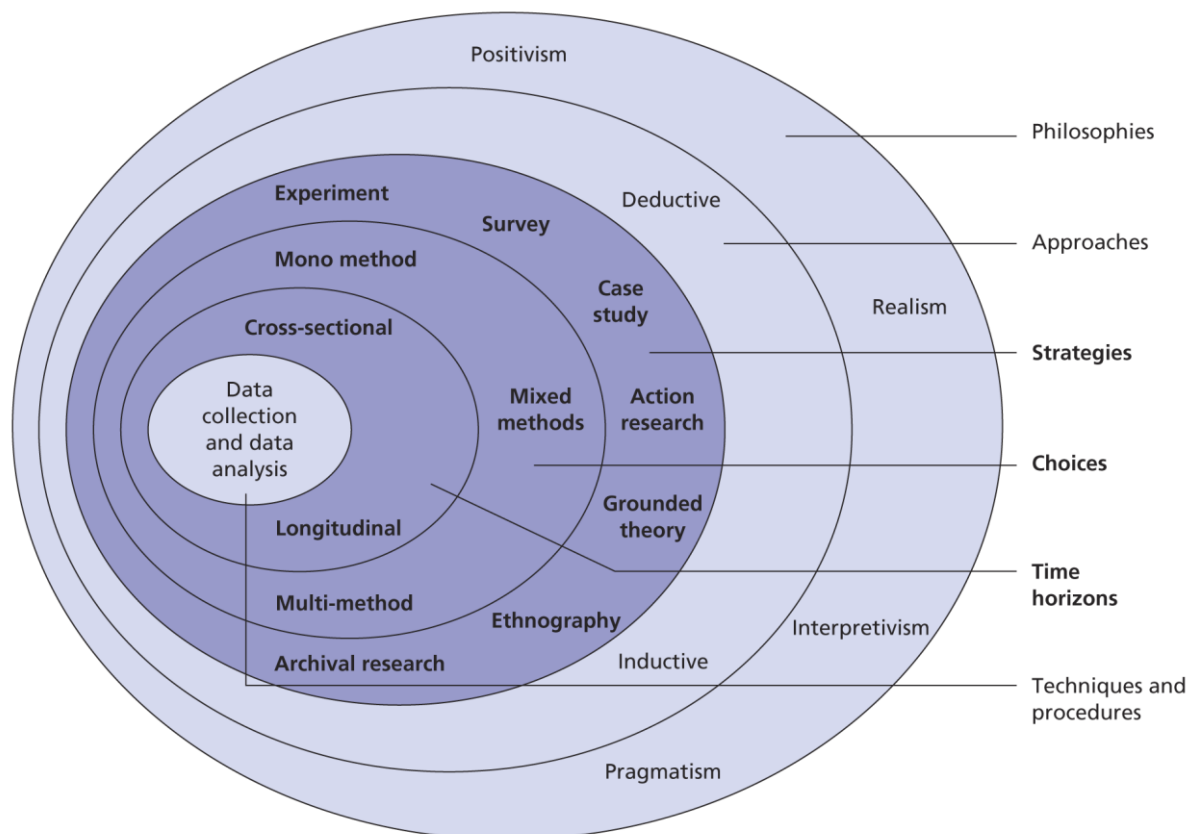 Positivism
Philosophies
Experiment
Deductive
Survey
Approaches
Mono method
Case
study
Realism
Cross-sectional
Strategies
Data
collection
and data
analysis
Mixed
methods
Action
research
Choices
Grounded
theory
Longitudinal
Time
horizons
Multi-method
Ethnography
Interpretivism
Archival research
Inductive
Techniques and
procedures
Pragmatism